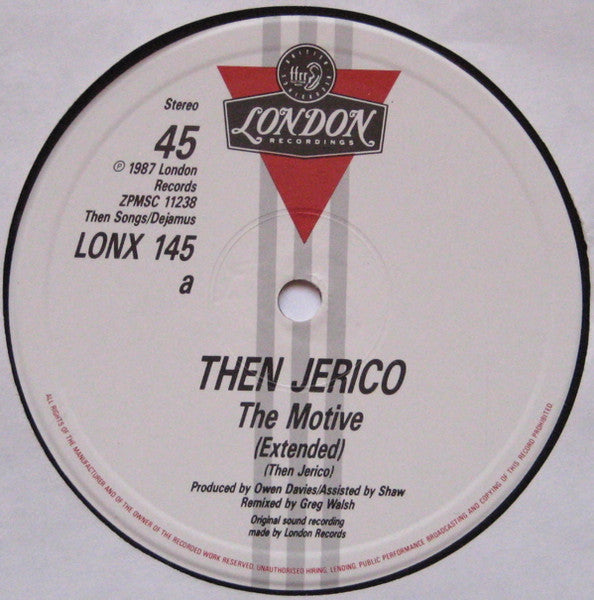 BRITISH
ffrr
LONDON
RECORDINGS
Stereo
45
℗ 1987 London
Records
ZPMSC 11238
Then Songs/Dejamus
LONX 145
a
THEN JERICO
The Motive
(Extended)
(Then Jerico)
Produced by Owen Davies/Assisted by Shaw
Remixed by Greg Walsh
Original sound recording
made by London Records
ALL RIGHTS OF THE MANUFACTURER AND OF THE OWNER OF THE RECORDED WORK RESERVED. UNAUTHORISED HIRING, LENDING, PUBLIC PERFORMANCE BROADCASTING AND COPYING OF THIS RECORD PROHIBITED